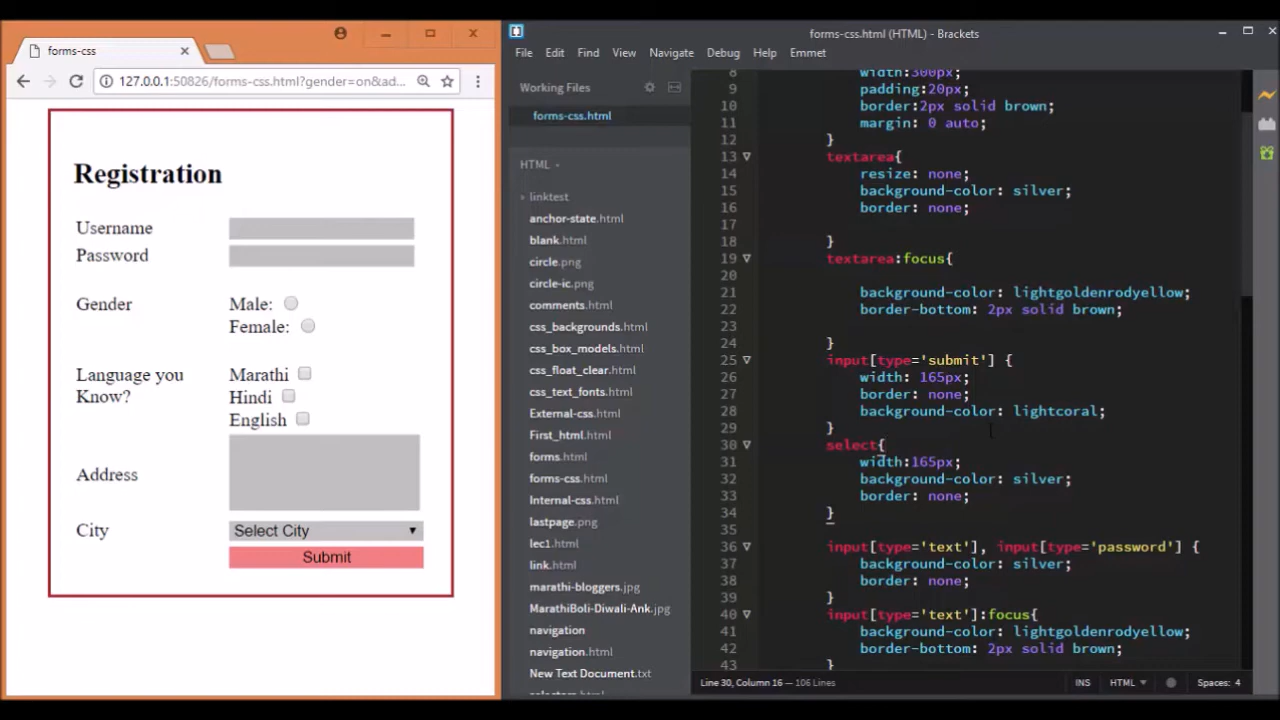 forms-css
127.0.0.1:50826/forms-css.html?gender=on&ad...
Registration
Username
Password
Gender
Male:
Female:
Language you
Know?
Marathi
Hindi
English
Address
City
Select City
Submit
forms-css.html (HTML) - Brackets
File Edit Find View Navigate Debug Help Emmet
Working Files
forms-css.html
HTML
linktest
anchor-state.html
blank.html
circle.png
circle-ic.png
comments.html
css_backgrounds.html
css_box_models.html
css_float_clear.html
css_text_fonts.html
External-css.html
First_html.html
forms.html
forms-css.html
Internal-css.html
lastpage.png
lec1.html
link.html
marathi-bloggers.jpg
MarathiBoli-Diwali-Ank.jpg
navigation
navigation.html
New Text Document.txt
selectors.html
8 width:300px;
9 padding:20px;
10 border:2px solid brown;
11 margin: 0 auto;
12 }
13 textarea{
14 resize: none;
15 background-color: silver;
16 border: none;
17
18 }
19 textarea:focus{
20
21 background-color: lightgoldenrodyellow;
22 border-bottom: 2px solid brown;
23
24 }
25 input[type='submit'] {
26 width: 165px;
27 border: none;
28 background-color: lightcoral;
29 }
30 select{
31 width:165px;
32 background-color: silver;
33 border: none;
34 }
35
36 input[type='text'], input[type='password'] {
37 background-color: silver;
38 border: none;
39 }
40 input[type='text']:focus{
41 background-color: lightgoldenrodyellow;
42 border-bottom: 2px solid brown;
43 }
Line 30, Column 16 — 106 Lines
INS HTML Spaces: 4